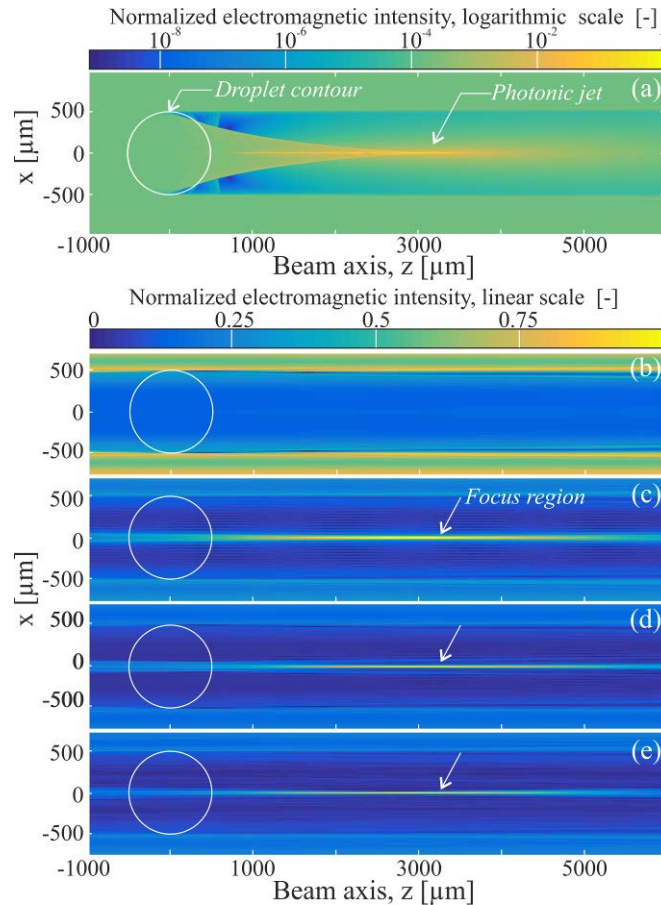 Normalized electromagnetic intensity, logarithmic scale [-]
10⁻⁸ 10⁻⁶ 10⁻⁴ 10⁻² 1
Droplet contour Photonic jet (a)
500
0
-500
x [µm]
-1000 1000 3000 5000
Beam axis, z [µm]
Normalized electromagnetic intensity, linear scale [-]
0 0.25 0.5 0.75 1
(b)
500
0
-500
Focus region (c)
500
0
-500
x [µm]
(d)
500
0
-500
(e)
500
0
-500
-1000 1000 3000 5000
Beam axis, z [µm]